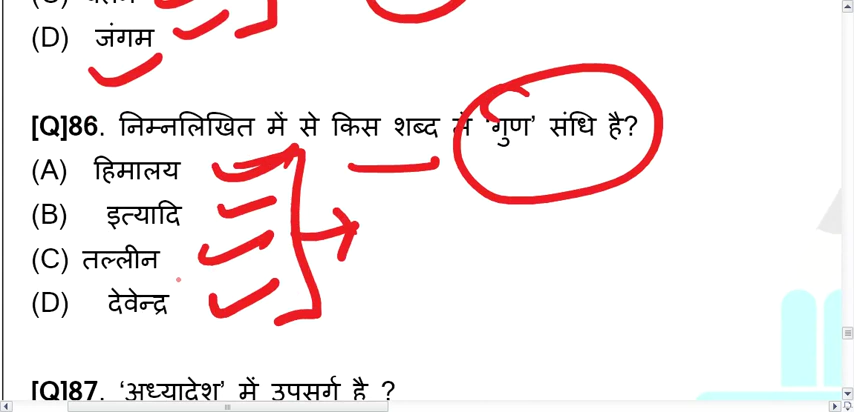 (D) जंगम
[Q]86. निम्नलिखित में से किस शब्द में 'गुण' संधि है?
(A) हिमालय
(B) इत्यादि
(C) तल्लीन
(D) देवेन्द्र
[Q]87. 'अध्यादेश' में उपसर्ग है ?